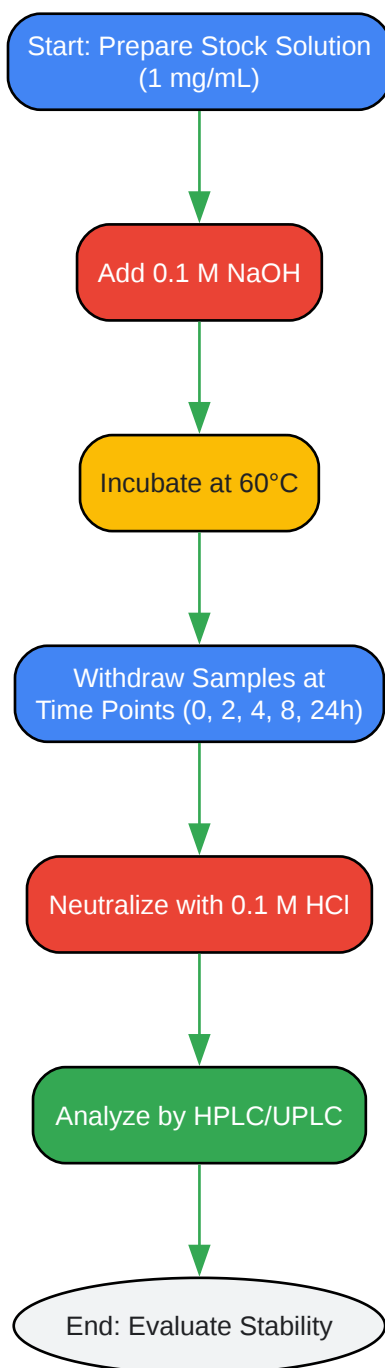 Start: Prepare Stock Solution
(1 mg/mL)
Add 0.1 M NaOH
Incubate at 60°C
Withdraw Samples at
Time Points (0, 2, 4, 8, 24h)
Neutralize with 0.1 M HCl
Analyze by HPLC/UPLC
End: Evaluate Stability